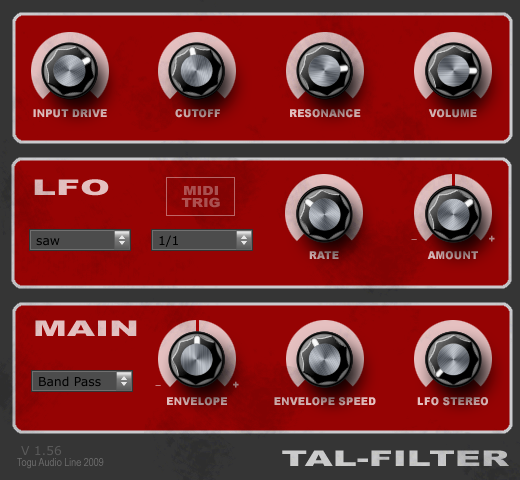 INPUT DRIVE CUTOFF RESONANCE VOLUME
LFO
MIDI
TRIG
saw 1/1
− +
RATE AMOUNT
MAIN
Band Pass
− +
ENVELOPE ENVELOPE SPEED LFO STEREO
V 1.56
Togu Audio Line 2009
TAL-FILTER